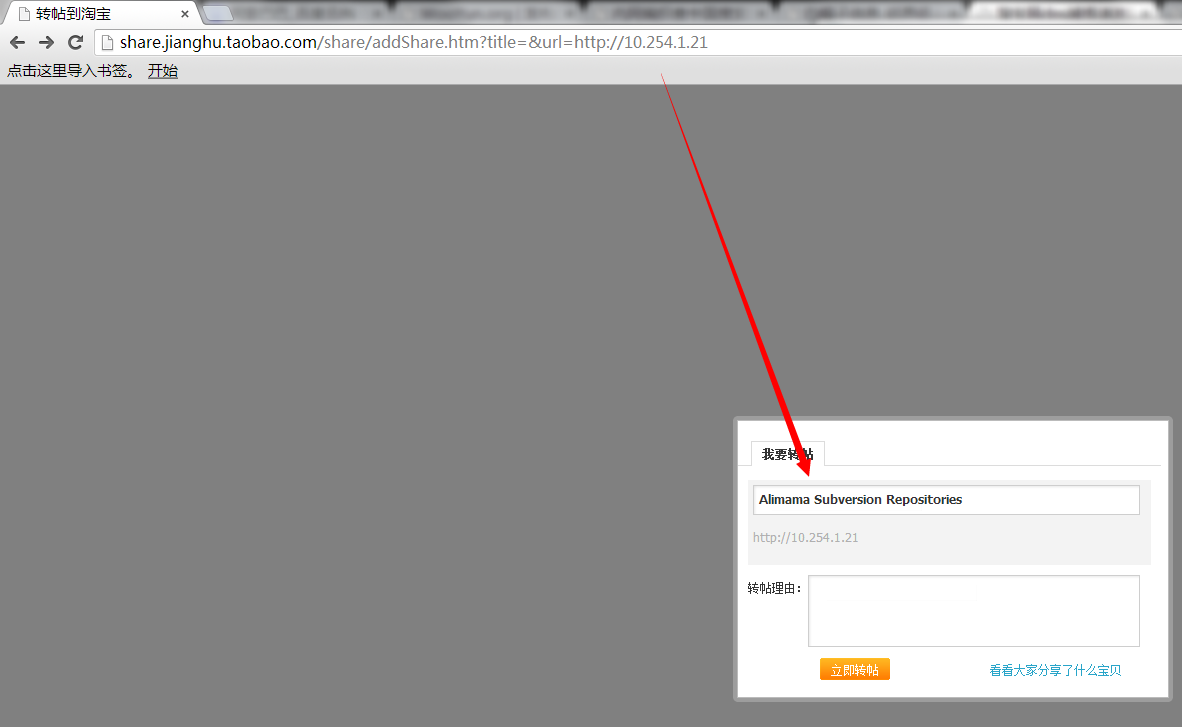 转帖到淘宝
share.jianghu.taobao.com/share/addShare.htm?title=&url=http://10.254.1.21
点击这里导入书签。 开始
我要转帖
Alimama Subversion Repositories
http://10.254.1.21
转帖理由：
立即转帖
看看大家分享了什么宝贝